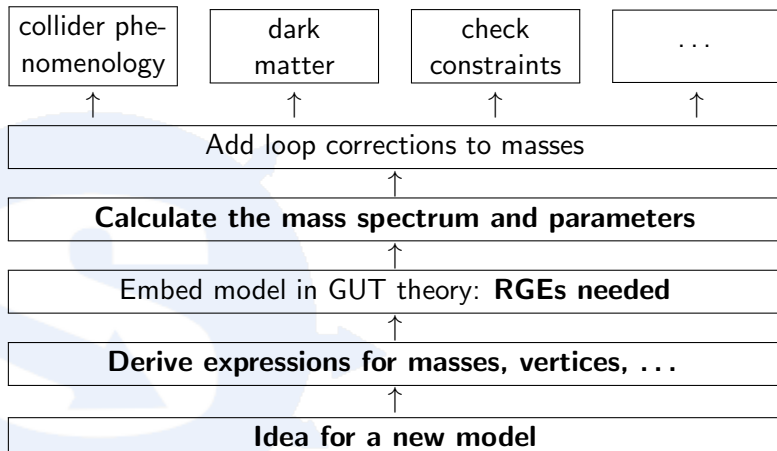 collider phe-
nomenology
dark
matter
check
constraints
...
Add loop corrections to masses
Calculate the mass spectrum and parameters
Embed model in GUT theory: RGEs needed
Derive expressions for masses, vertices, ...
Idea for a new model